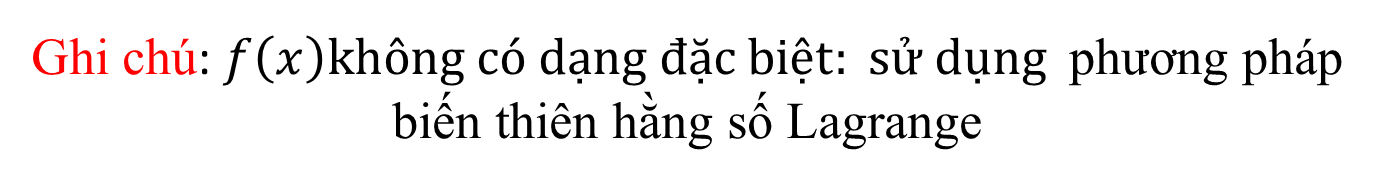 Ghi chú: 𝑓(𝑥)không có dạng đặc biệt: sử dụng phương pháp
biến thiên hằng số Lagrange